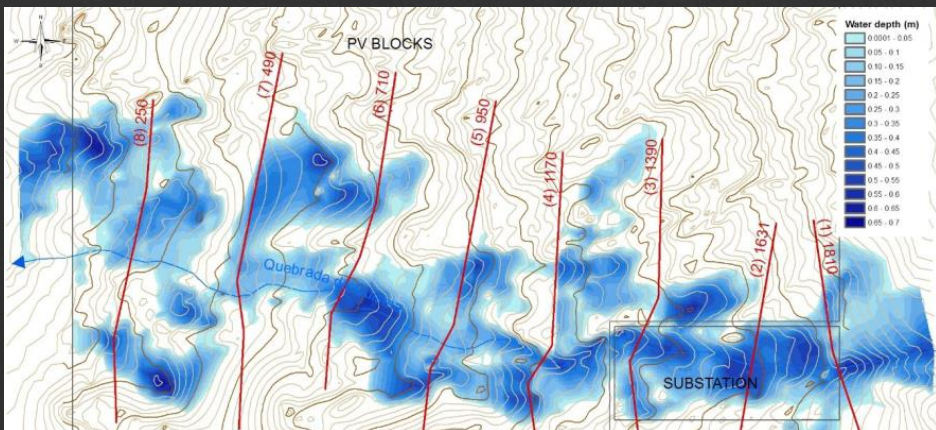 N
W
E
S
PV BLOCKS
Water depth (m)
0.0001 - 0.05
0.05 - 0.1
0.10 - 0.15
0.15 - 0.2
0.2 - 0.25
0.25 - 0.3
0.3 - 0.35
0.35 - 0.4
0.4 - 0.45
0.45 - 0.5
0.5 - 0.55
0.55 - 0.6
0.6 - 0.65
0.65 - 0.7
(8) 250
(7) 490
(6) 710
(5) 950
(4) 1170
(3) 1390
(2) 1631
(1) 1810
Quebrada
SUBSTATION